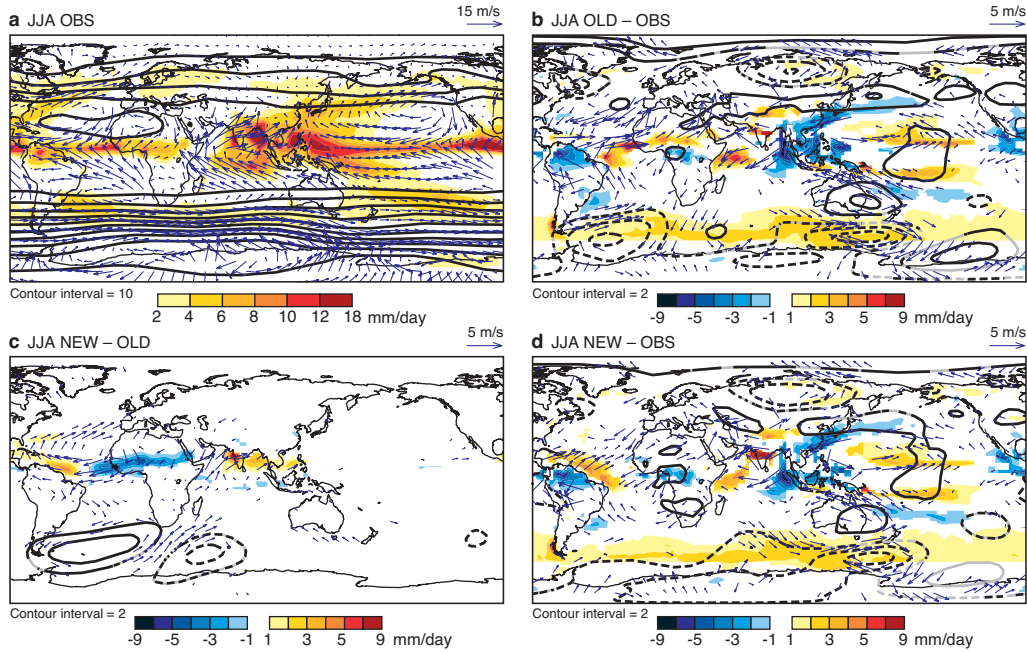 a JJA OBS
15 m/s
b JJA OLD – OBS
5 m/s
Contour interval = 10
2 4 6 8 10 12 18 mm/day
Contour interval = 2
-9 -5 -3 -1 1 3 5 9 mm/day
c JJA NEW – OLD
5 m/s
d JJA NEW – OBS
5 m/s
Contour interval = 2
-9 -5 -3 -1 1 3 5 9 mm/day
Contour interval = 2
-9 -5 -3 -1 1 3 5 9 mm/day